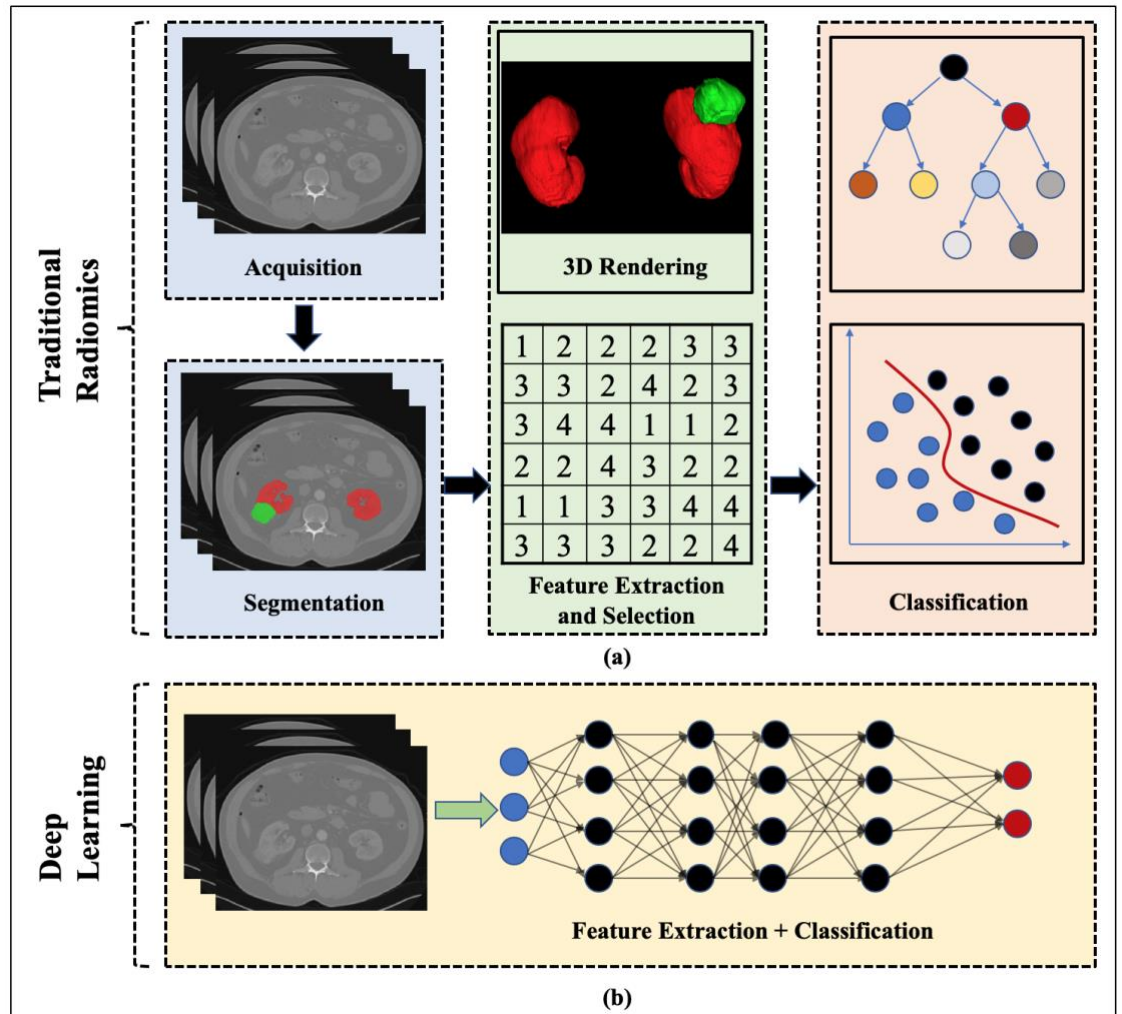 Traditional
Radiomics
Acquisition
Segmentation
3D Rendering
1 2 2 2 3 3
3 3 2 4 2 3
3 4 4 1 1 2
2 2 4 3 2 2
1 1 3 3 4 4
3 3 3 2 2 4
Feature Extraction
and Selection
Classification
(a)
Deep
Learning
Feature Extraction + Classification
(b)